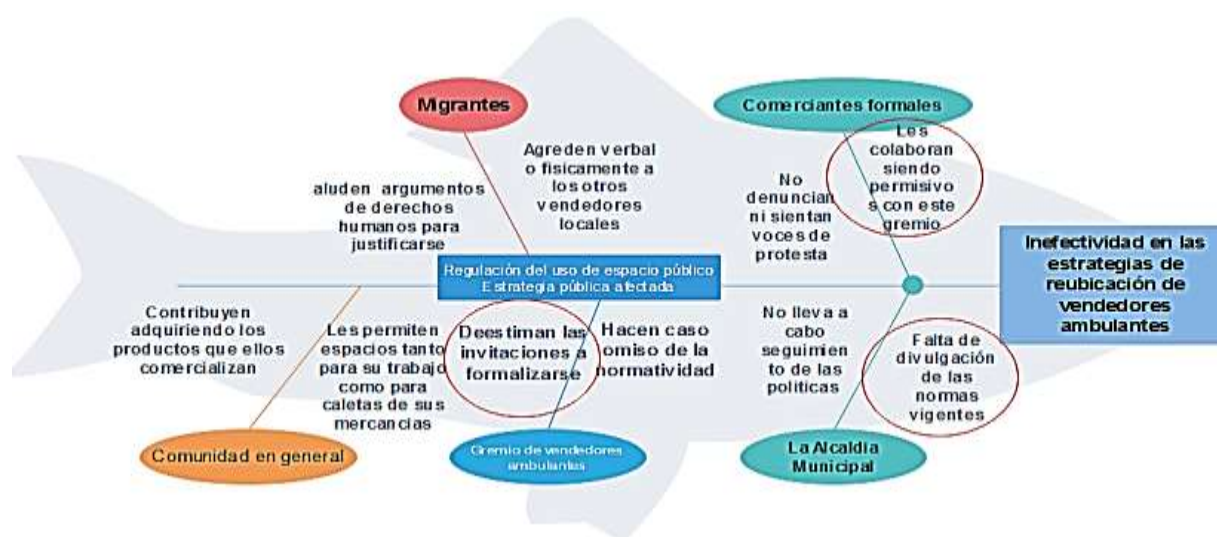 Migrantes
Comerciantes formales
Agreden verbal
o fisicamente a
los otros
vendedores
locales
aluden argumentos
de derechos
humanos para
justificarse
No
denuncian
ni sientan
voces de
protesta
Les
colaboran
siendo
permisivo
s con este
gremio
Inefectividad en las
estrategias de
reubicación de
vendedores
ambulantes
Regulación del uso de espacio público
Estrategia pública afectada
Contribuyen
adquiriendo los
productos que ellos
comercializan
Les permiten
espacios tanto
para su trabajo
como para
caletas de sus
mercancias
Deestiman las
invitaciones a
formalizarse
Hacen caso
omiso de la
normatividad
No lleva a
cabo
seguimien
to de las
políticas
Falta de
divulgación
de las
normas
vigentes
Comunidad en general
Gremio de vendedores
ambulantes
La Alcaldía
Municipal